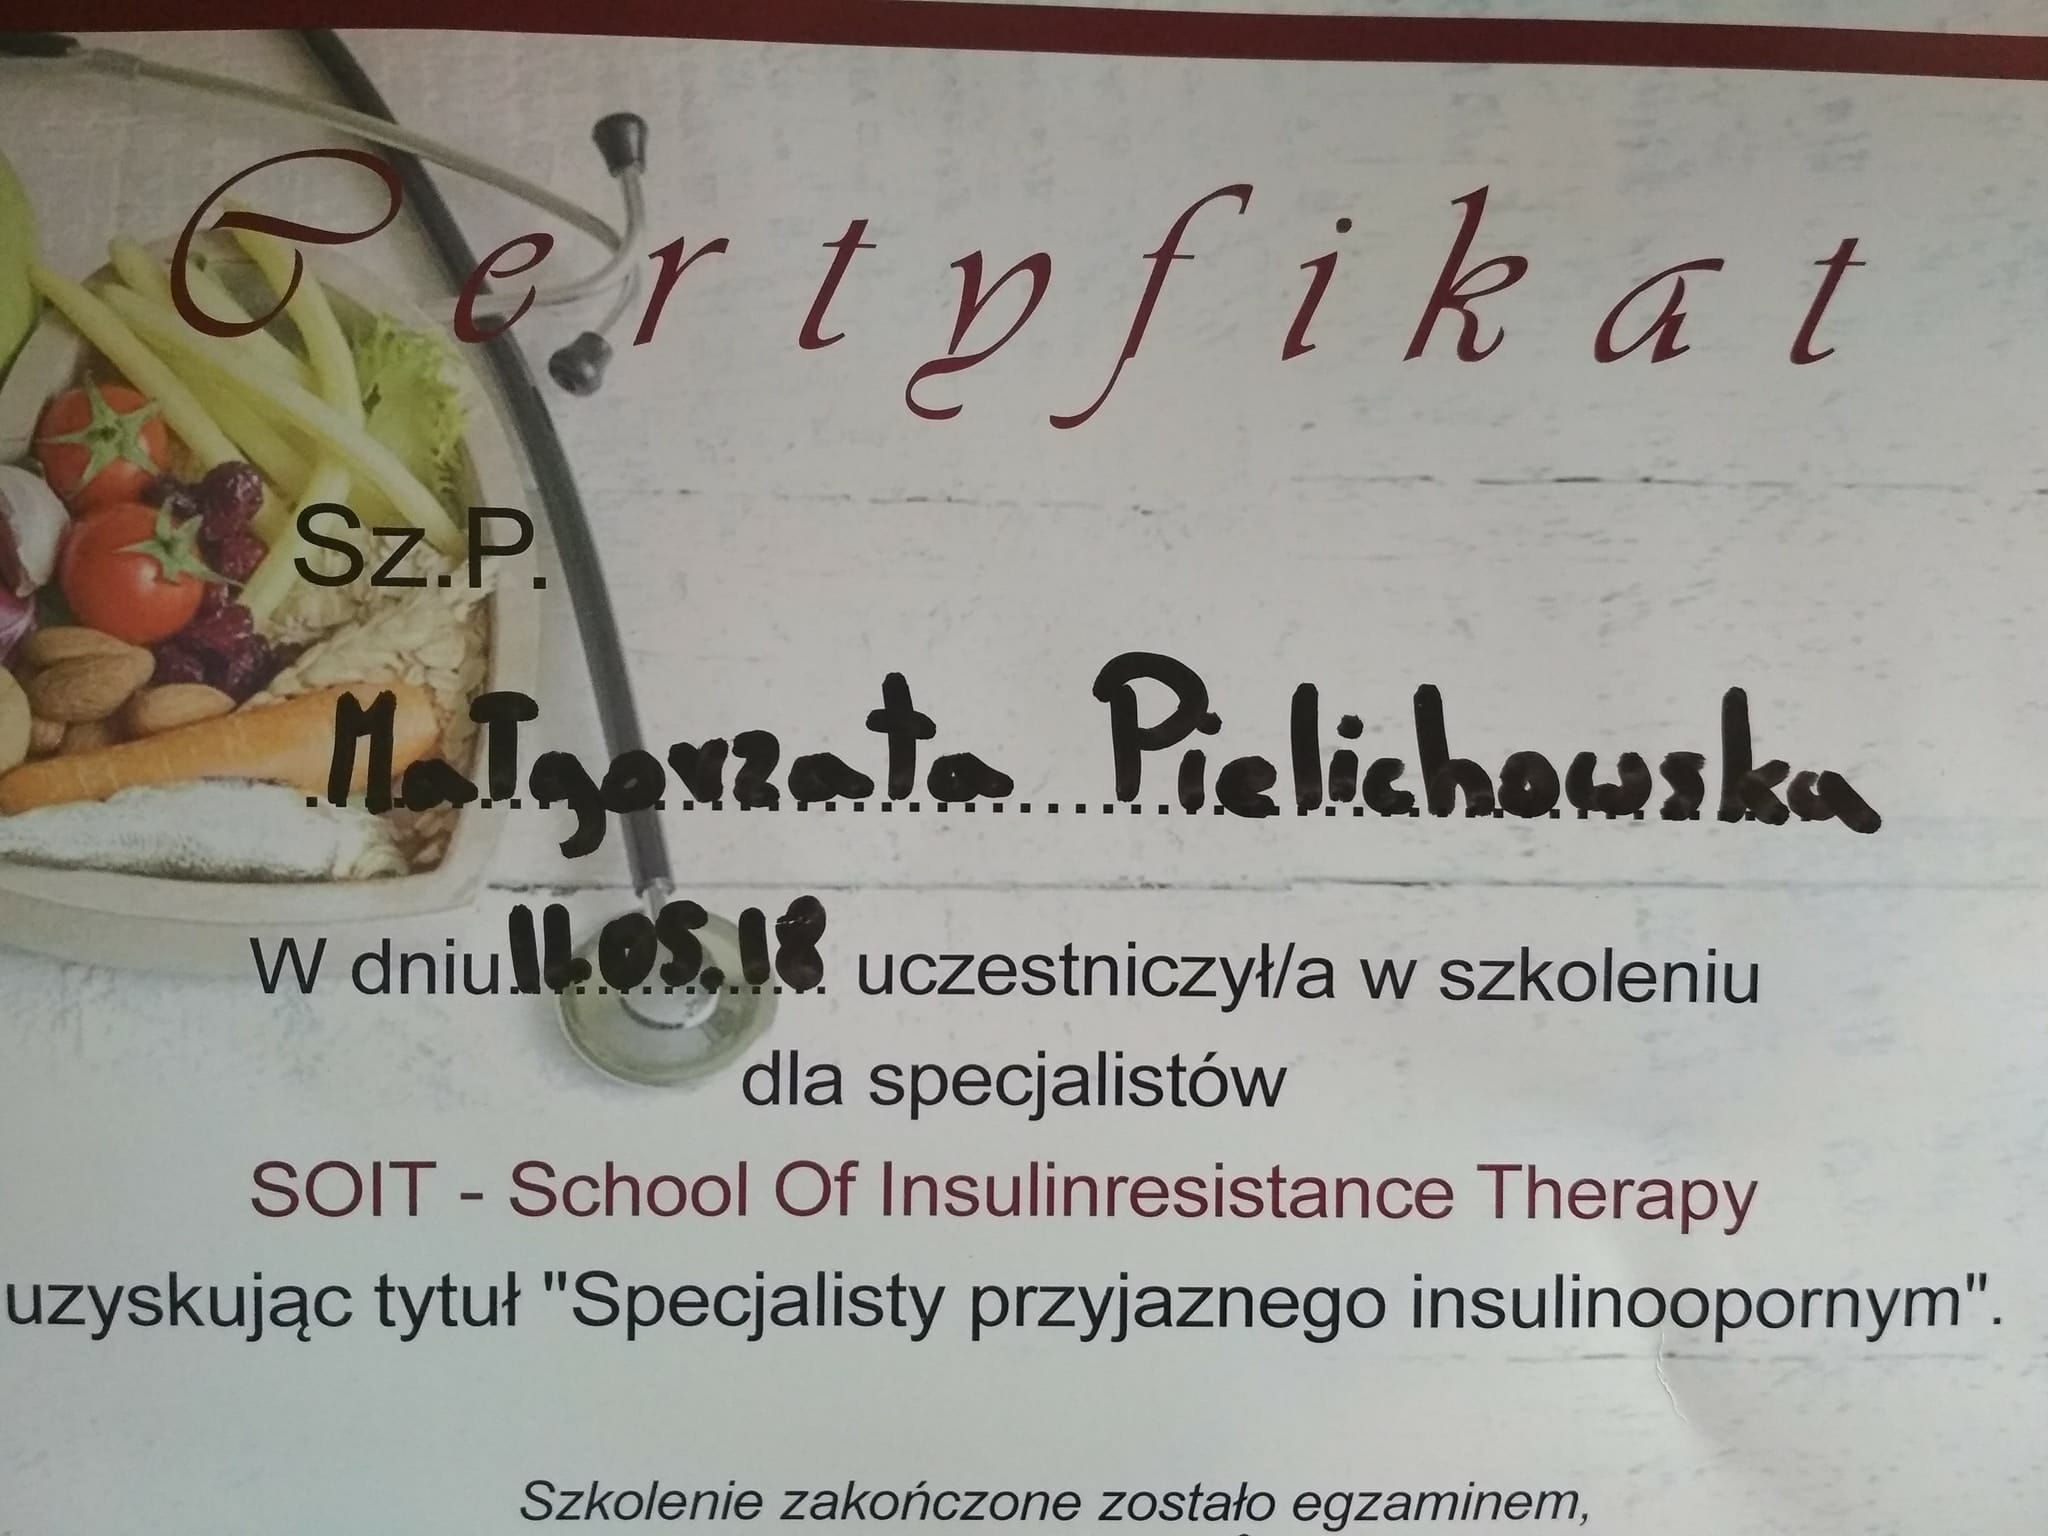 Certyfikat
Sz.P.
Małgorzata Pielichowska
W dniu 11.05.18 uczestniczył/a w szkoleniu
dla specjalistów
SOIT - School Of Insulinresistance Therapy
uzyskując tytuł "Specjalisty przyjaznego insulinoopornym".
Szkolenie zakończone zostało egzaminem,